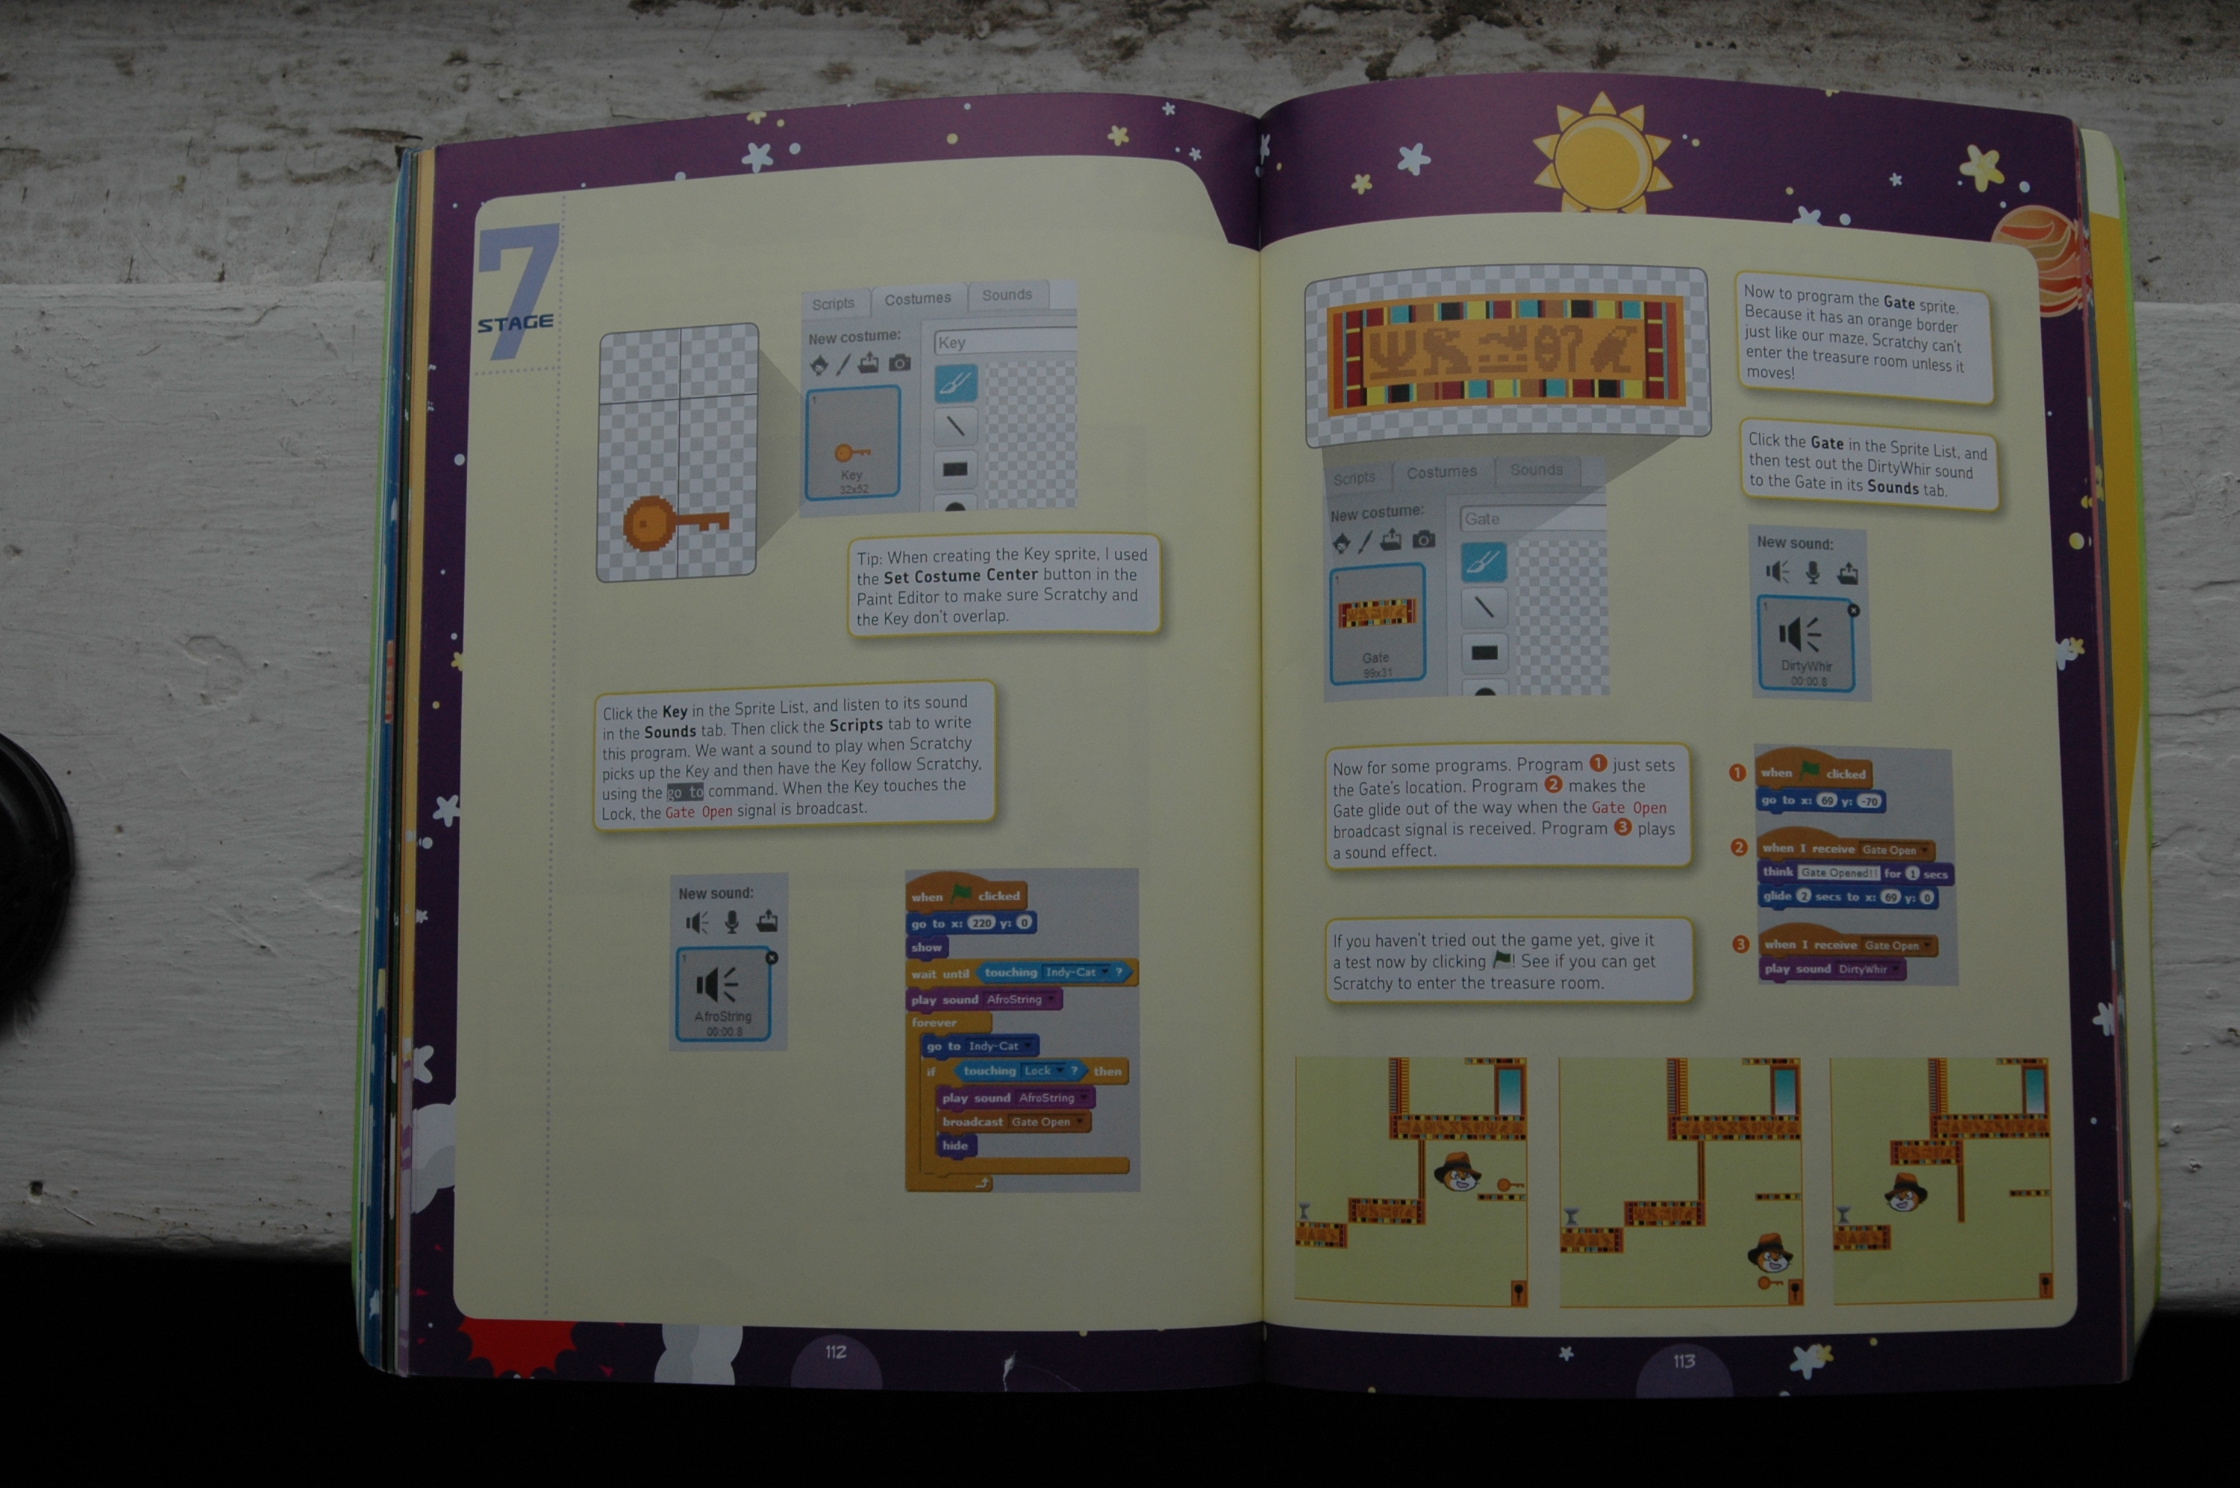 7
STAGE
Scripts
Costumes
Sounds
New costume:
Key
1
Key
32x52
Tip: When creating the Key sprite, I used
the Set Costume Center button in the
Paint Editor to make sure Scratchy and
the Key don't overlap.
Click the Key in the Sprite List, and listen to its sound
in the Sounds tab. Then click the Scripts tab to write
this program. We want a sound to play when Scratchy
picks up the Key and then have the Key follow Scratchy,
using the go to command. When the Key touches the
Lock, the Gate Open signal is broadcast.
New sound:
1
AfroString
00:00.8
when clicked
go to x: 220 y: 0
show
wait until touching Indy-Cat ?
play sound AfroString
forever
go to Indy-Cat
if touching Lock ? then
play sound AfroString
broadcast Gate Open
hide
112
Now to program the Gate sprite.
Because it has an orange border
just like our maze, Scratchy can't
enter the treasure room unless it
moves!
Click the Gate in the Sprite List, and
then test out the DirtyWhir sound
to the Gate in its Sounds tab.
Scripts
Costumes
Sounds
New costume:
Gate
1
Gate
99x31
New sound:
1
DirtyWhir
00:00.8
Now for some programs. Program 1 just sets
the Gate's location. Program 2 makes the
Gate glide out of the way when the Gate Open
broadcast signal is received. Program 3 plays
a sound effect.
1
when clicked
go to x: 69 y: -70
2
when I receive Gate Open
think Gate Opened!! for 1 secs
glide 2 secs to x: 69 y: 0
3
when I receive Gate Open
play sound DirtyWhir
If you haven't tried out the game yet, give it
a test now by clicking ! See if you can get
Scratchy to enter the treasure room.
113